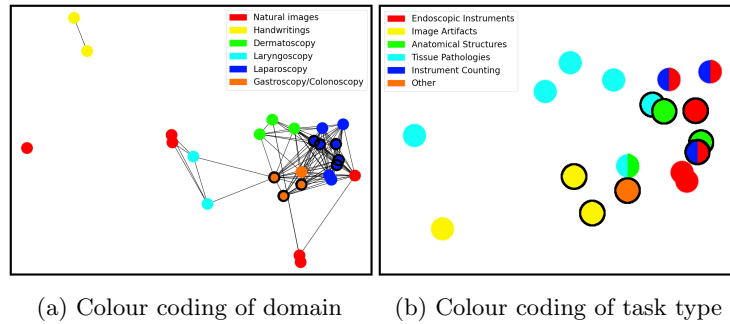 Natural images
Handwritings
Dermatoscopy
Laryngoscopy
Laparoscopy
Gastroscopy/Colonoscopy
Endoscopic Instruments
Image Artifacts
Anatomical Structures
Tissue Pathologies
Instrument Counting
Other
(a) Colour coding of domain
(b) Colour coding of task type